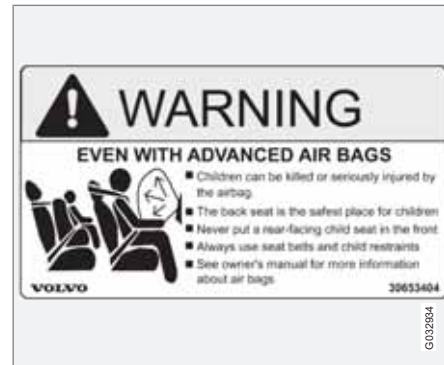 WARNING
EVEN WITH ADVANCED AIR BAGS
■ Children can be killed or seriously injured by
the airbag
■ The back seat is the safest place for children
■ Never put a rear-facing child seat in the front
■ Always use seat belts and child restraints
■ See owner's manual for more information
about air bags
VOLVO 30653404
G032934